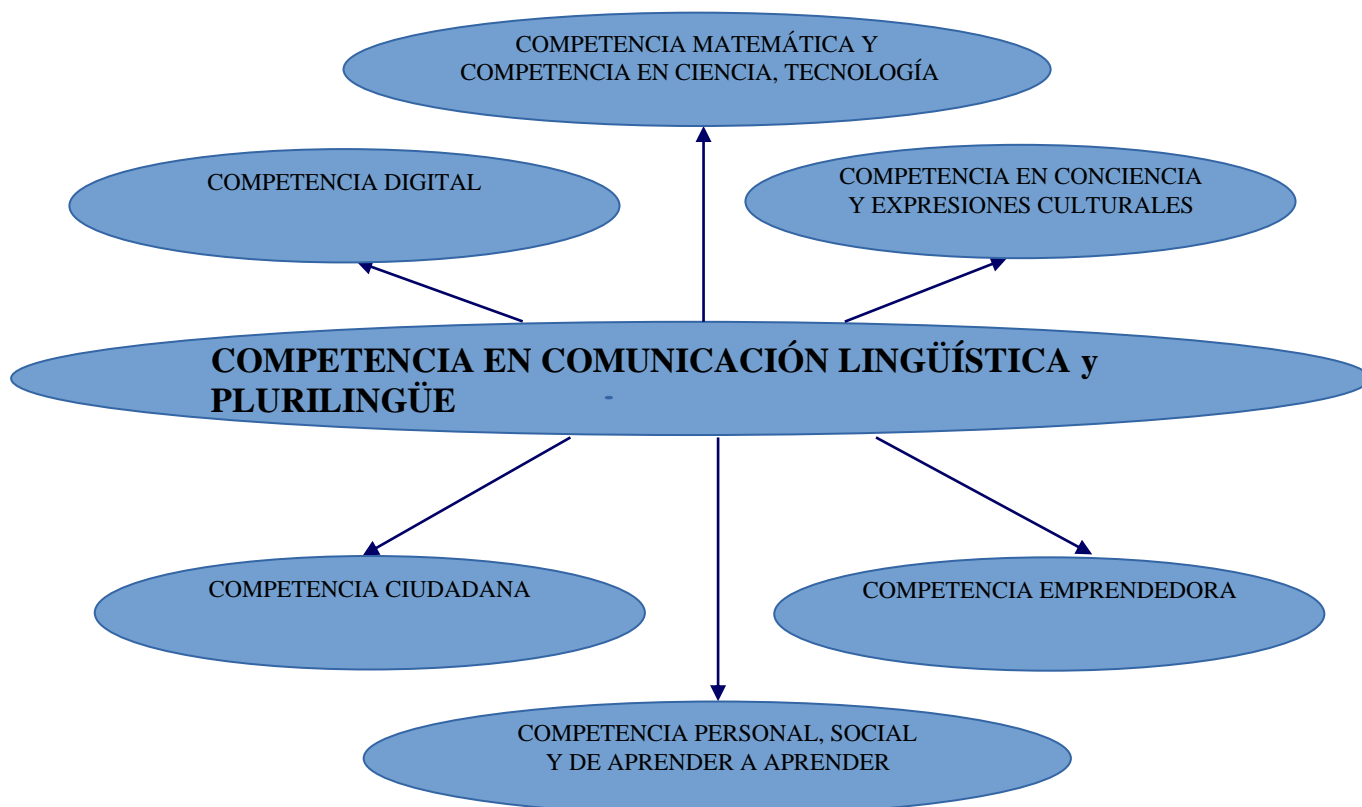 COMPETENCIA MATEMÁTICA Y
COMPETENCIA EN CIENCIA, TECNOLOGÍA
COMPETENCIA DIGITAL
COMPETENCIA EN CONCIENCIA
Y EXPRESIONES CULTURALES
COMPETENCIA EN COMUNICACIÓN LINGÜÍSTICA y
PLURILINGÜE
COMPETENCIA CIUDADANA
COMPETENCIA EMPRENDEDORA
COMPETENCIA PERSONAL, SOCIAL
Y DE APRENDER A APRENDER